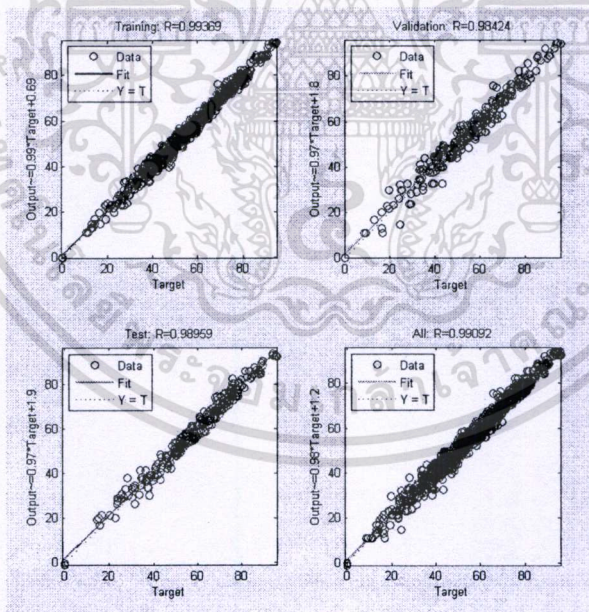 Training: R=0.99369
Data
Fit
Y = T
Output~=0.99*Target+0.69
80
60
40
20
0
0 20 40 60 80
Target
Validation: R=0.98424
Data
Fit
Y = T
Output~=0.97*Target+1.8
80
60
40
20
0
0 20 40 60 80
Target
Test: R=0.98959
Data
Fit
Y = T
Output~=0.97*Target+1.9
80
60
40
20
0
0 20 40 60 80
Target
All: R=0.99092
Data
Fit
Y = T
Output~=0.98*Target+1.2
80
60
40
20
0
0 20 40 60 80
Target